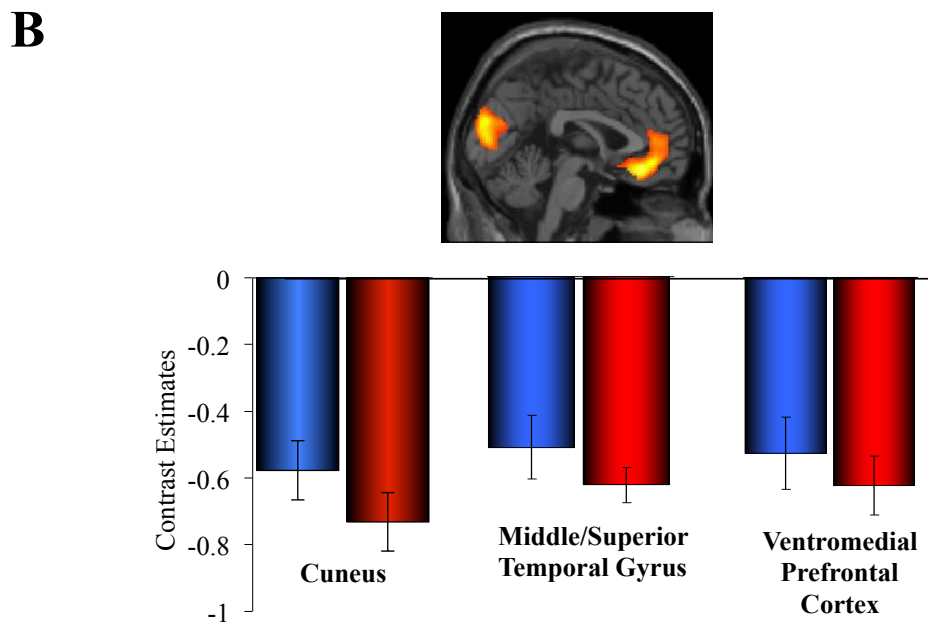 B
0
-0.2
-0.4
-0.6
-0.8
-1
Contrast Estimates
Cuneus
Middle/Superior
Temporal Gyrus
Ventromedial
Prefrontal
Cortex